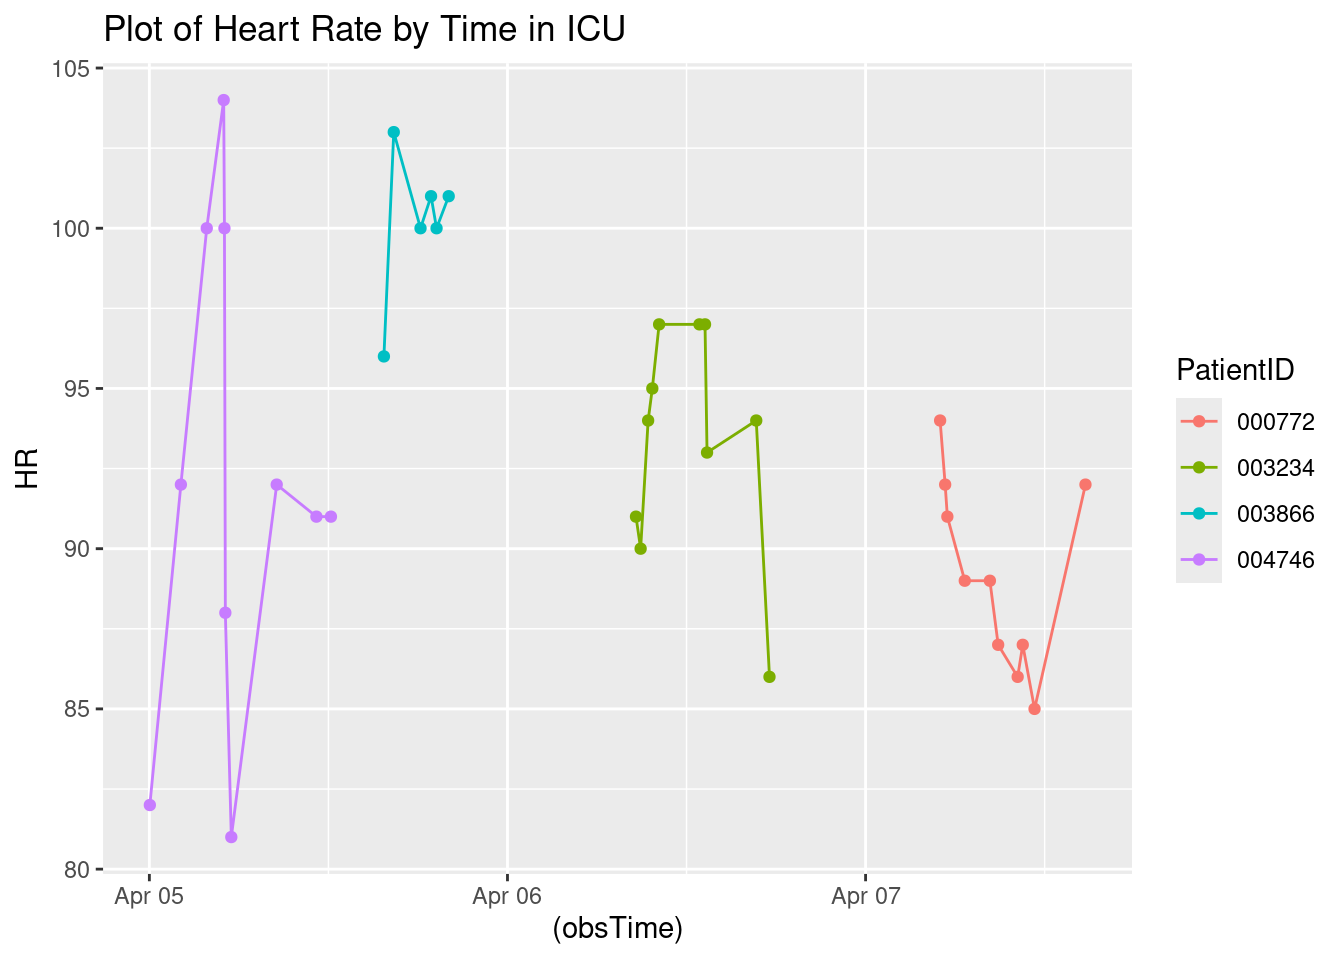 Plot of Heart Rate by Time in ICU
105
100
95
90
85
80
HR
Apr 05
Apr 06
Apr 07
(obsTime)
PatientID
000772
003234
003866
004746